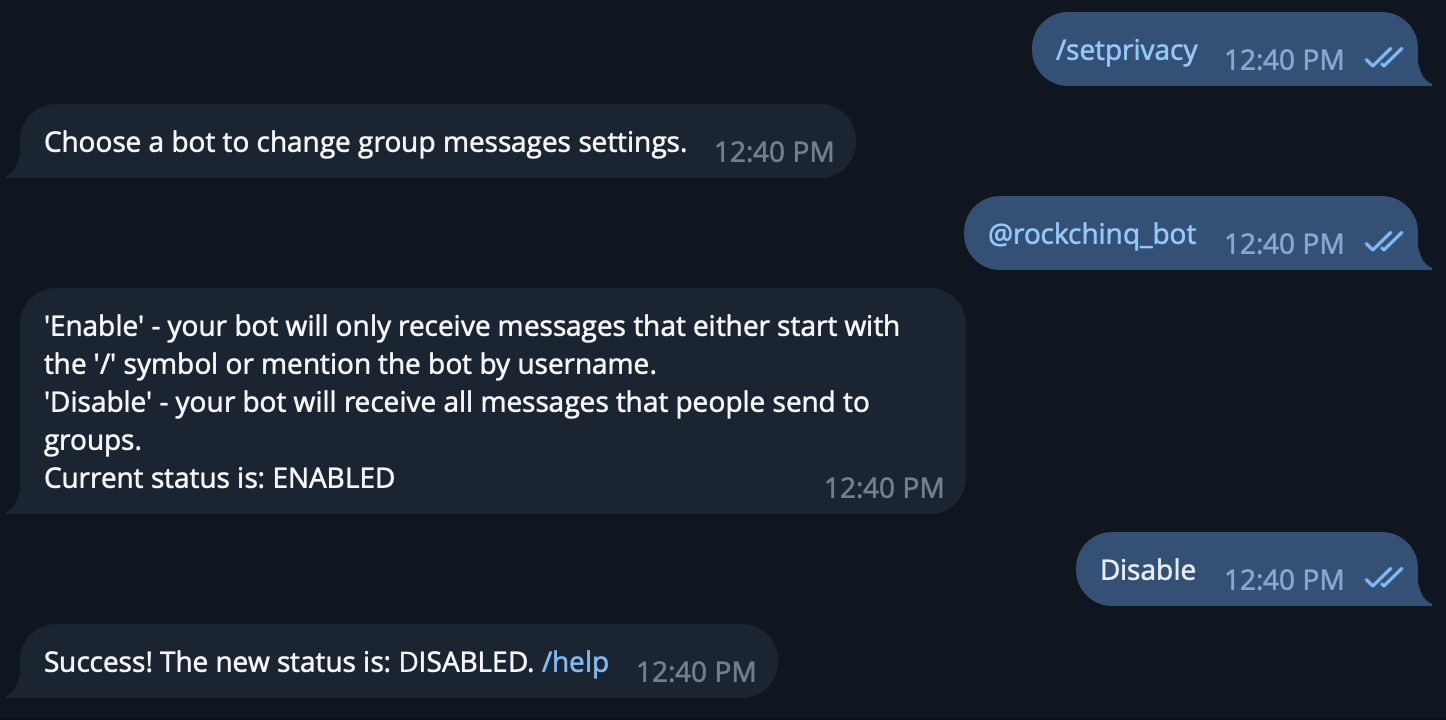 /setprivacy 12:40 PM
Choose a bot to change group messages settings. 12:40 PM
@rockchinq_bot 12:40 PM
'Enable' - your bot will only receive messages that either start with
the '/' symbol or mention the bot by username.
'Disable' - your bot will receive all messages that people send to
groups.
Current status is: ENABLED
12:40 PM
Disable 12:40 PM
Success! The new status is: DISABLED. /help 12:40 PM